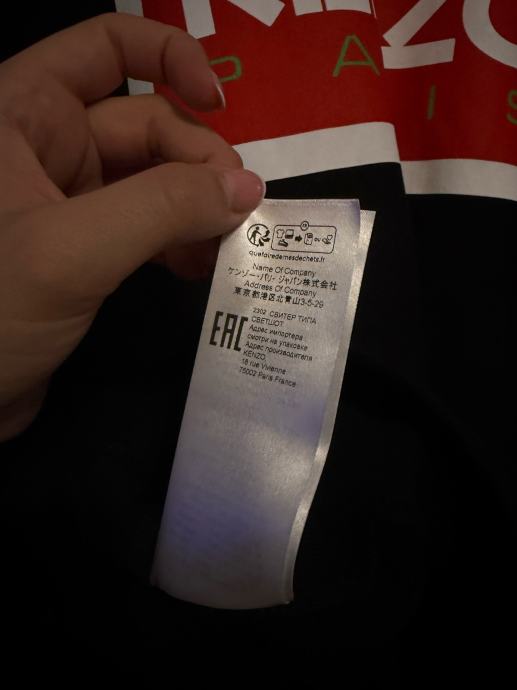 KENZO
PARIS
FR
OU
quefairedemesdechets.fr
Name Of Company
ケンゾー・パリ・ジャパン株式会社
Address Of Company
東京都港区北青山3-5-29
2302 СВИТЕР ТИПА
СВЕТШОТ
EAC
Адрес импортера
смотри на упаковке
Адрес производителя
KENZO,
18 rue Vivienne
75002 Paris France